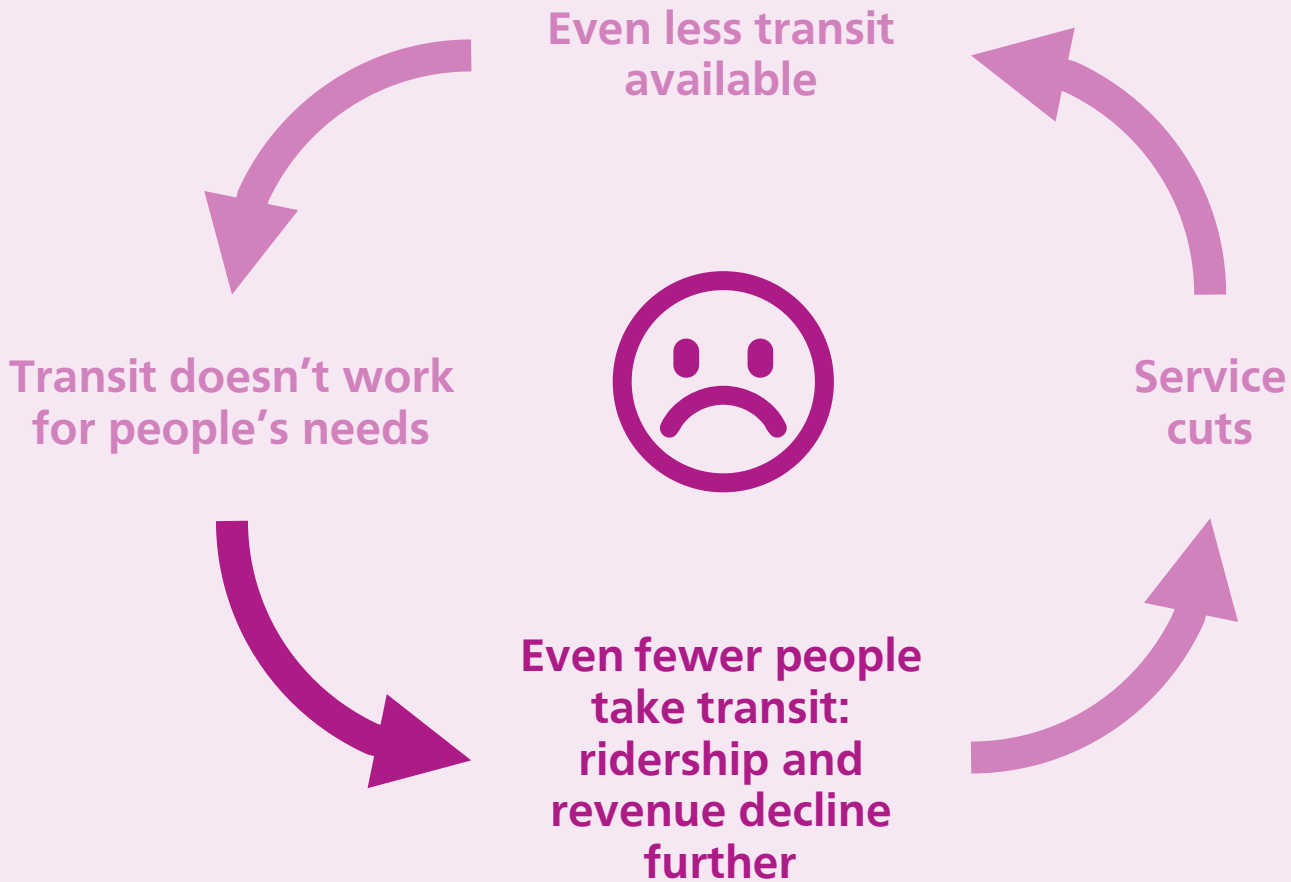 Even less transit
available
Transit doesn’t work
for people’s needs
Service
cuts
Even fewer people
take transit:
ridership and
revenue decline
further